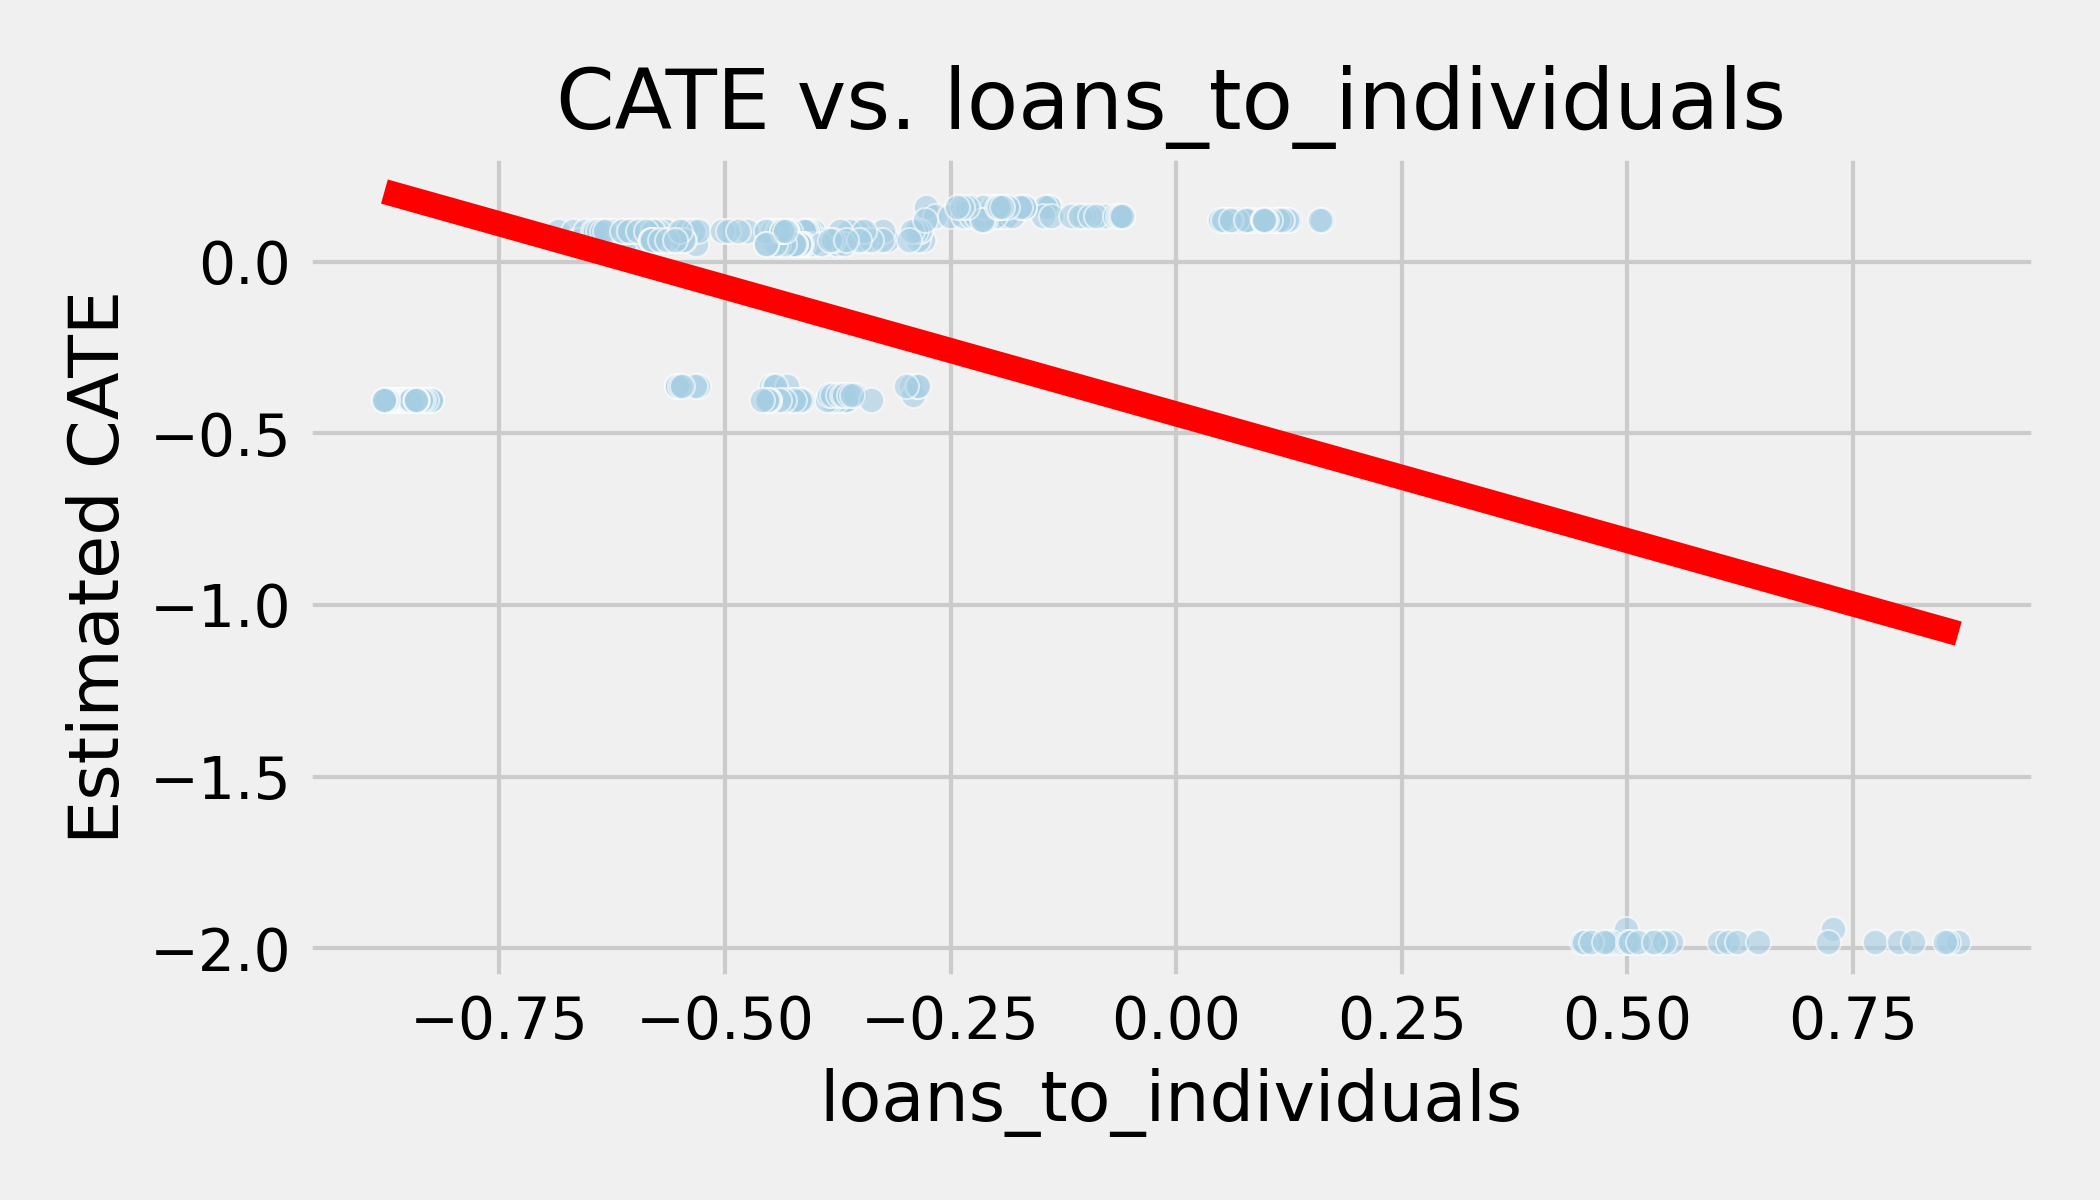 CATE vs. loans_to_individuals
Estimated CATE
0.0
−0.5
−1.0
−1.5
−2.0
−0.75 −0.50 −0.25 0.00 0.25 0.50 0.75
loans_to_individuals